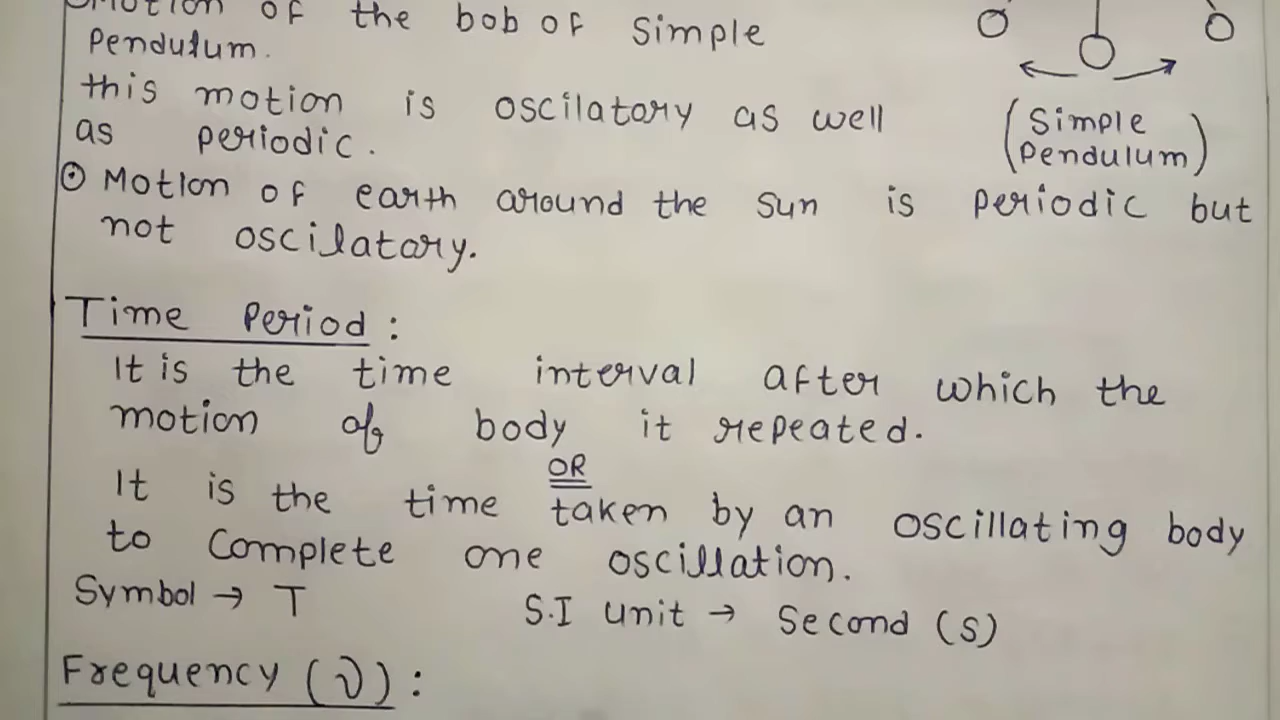 Motion of the bob of Simple
Pendulum.
this motion is oscilatory as well
as periodic.
(Simple
Pendulum)
⊙ Motion of earth around the sun is periodic but
not oscilatory.
Time Period :
It is the time interval after which the
motion of body it repeated.
OR
It is the time taken by an oscillating body
to complete one oscillation.
Symbol → T S.I unit → Second (s)
Frequency (ν) :